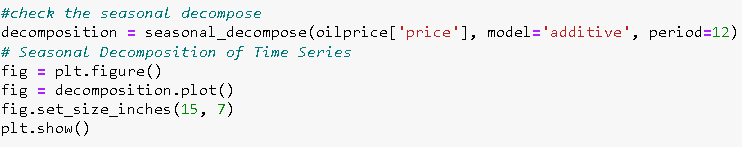 #check the seasonal decompose
decomposition = seasonal_decompose(oilprice['price'], model='additive', period=12)
# Seasonal Decomposition of Time Series
fig = plt.figure()
fig = decomposition.plot()
fig.set_size_inches(15, 7)
plt.show()